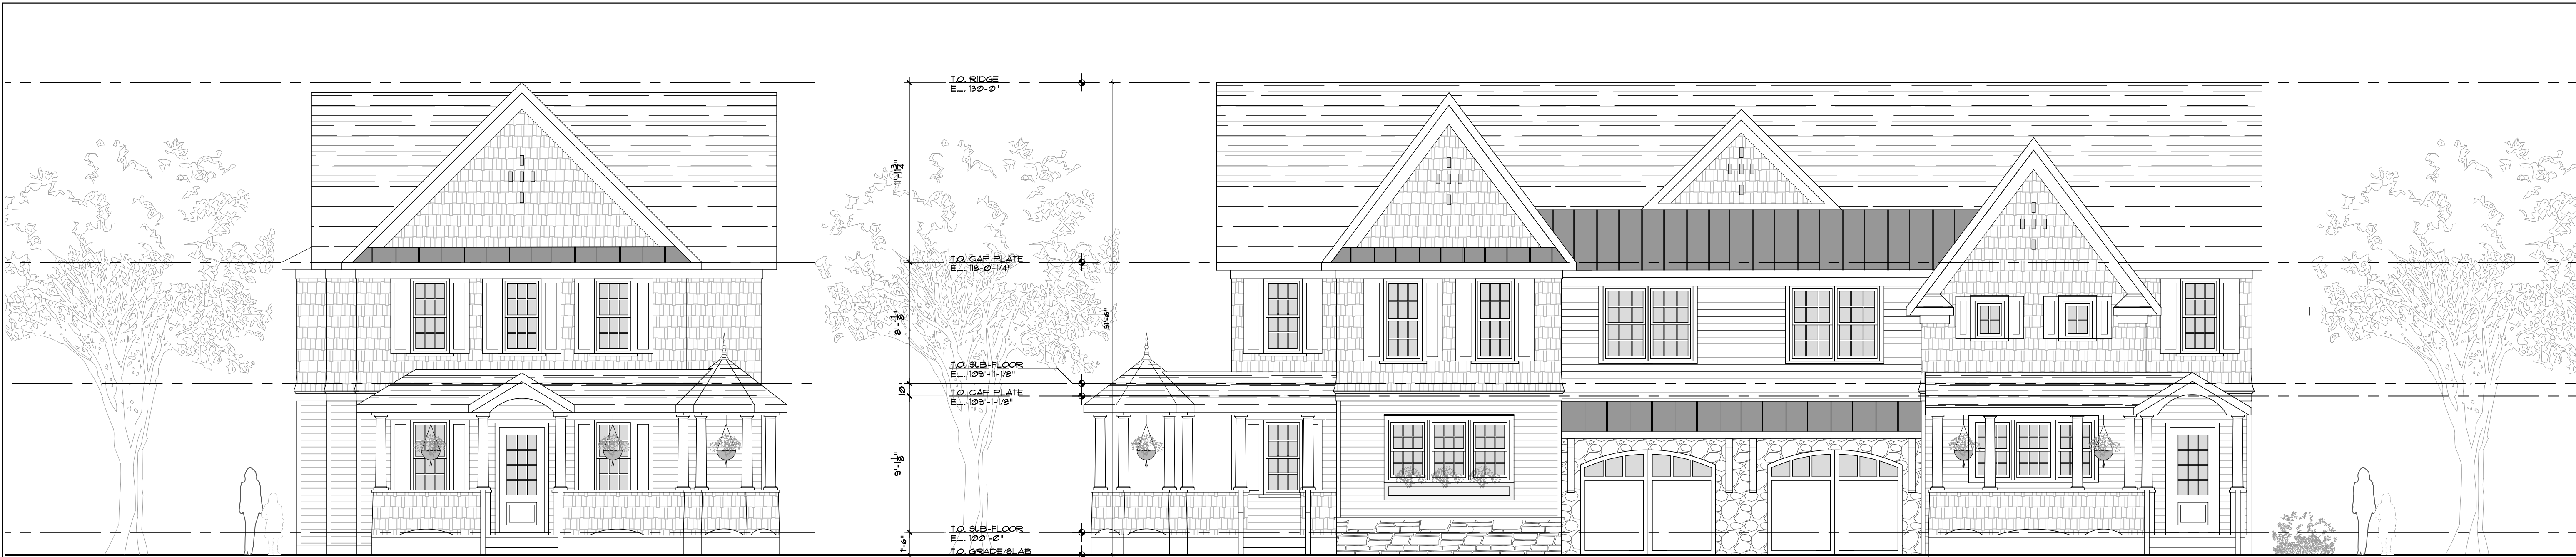 T.O. RIDGE
EL. 130-0"
11'-11 3/4"
T.O. CAP PLATE
EL. 118-0-1/4"
8'-1 1/8"
31'-6"
T.O. SUB-FLOOR
EL. 109'-11-1/8"
10"
T.O. CAP PLATE
EL. 109'-1-1/8"
9'-1 1/8"
T.O. SUB-FLOOR
EL. 100'-0"
1'-6"
T.O. GRADE/SLAB